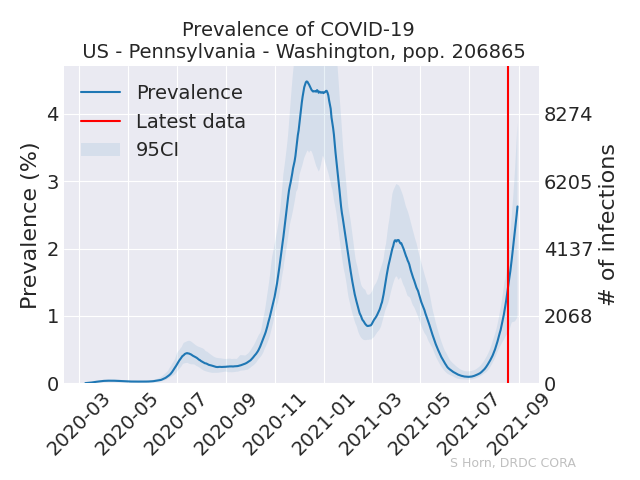 Prevalence of COVID-19
US - Pennsylvania - Washington, pop. 206865
Prevalence
Latest data
95CI
Prevalence (%)
4
3
2
1
0
8274
6205
4137
2068
0
# of infections
2020-03
2020-05
2020-07
2020-09
2020-11
2021-01
2021-03
2021-05
2021-07
2021-09
S Horn, DRDC CORA